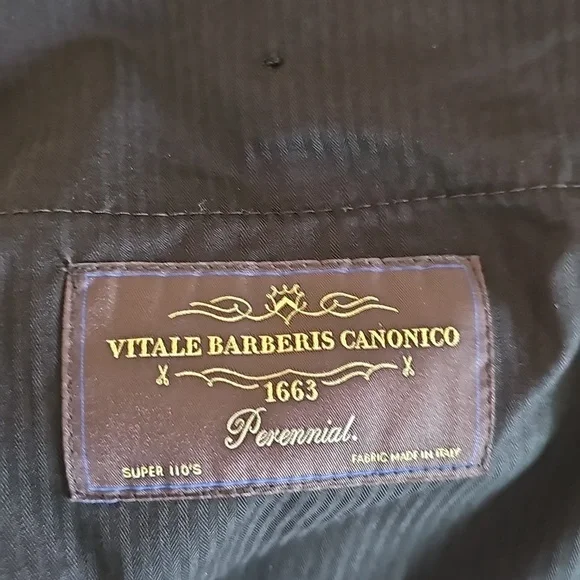 VITALE BARBERIS CANONICO
1663
Perennial.
SUPER 110'S
FABRIC MADE IN ITALY